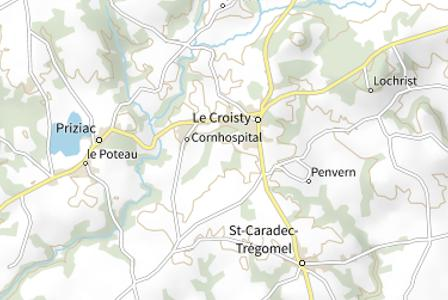 Lochrist
Le Croisty
Priziac
Cornhospital
le Poteau
Penvern
St-Caradec-
Trégomel